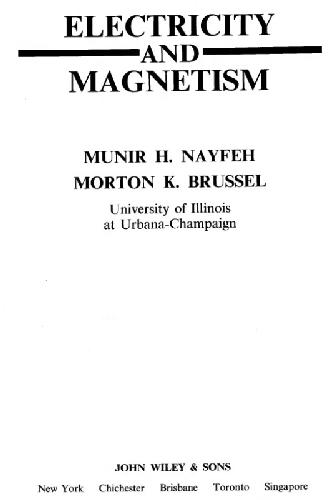 ELECTRICITY
AND
MAGNETISM
MUNIR H. NAYFEH
MORTON K. BRUSSEL
University of Illinois
at Urbana-Champaign
JOHN WILEY & SONS
New York Chichester Brisbane Toronto Singapore